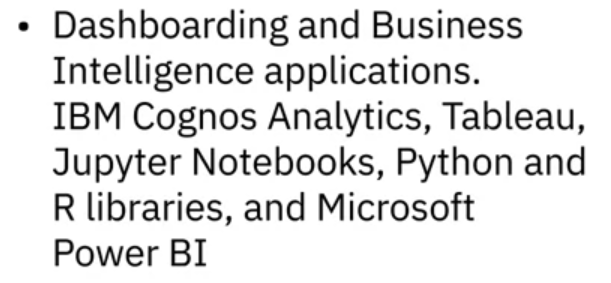 • Dashboarding and Business
Intelligence applications.
IBM Cognos Analytics, Tableau,
Jupyter Notebooks, Python and
R libraries, and Microsoft
Power BI